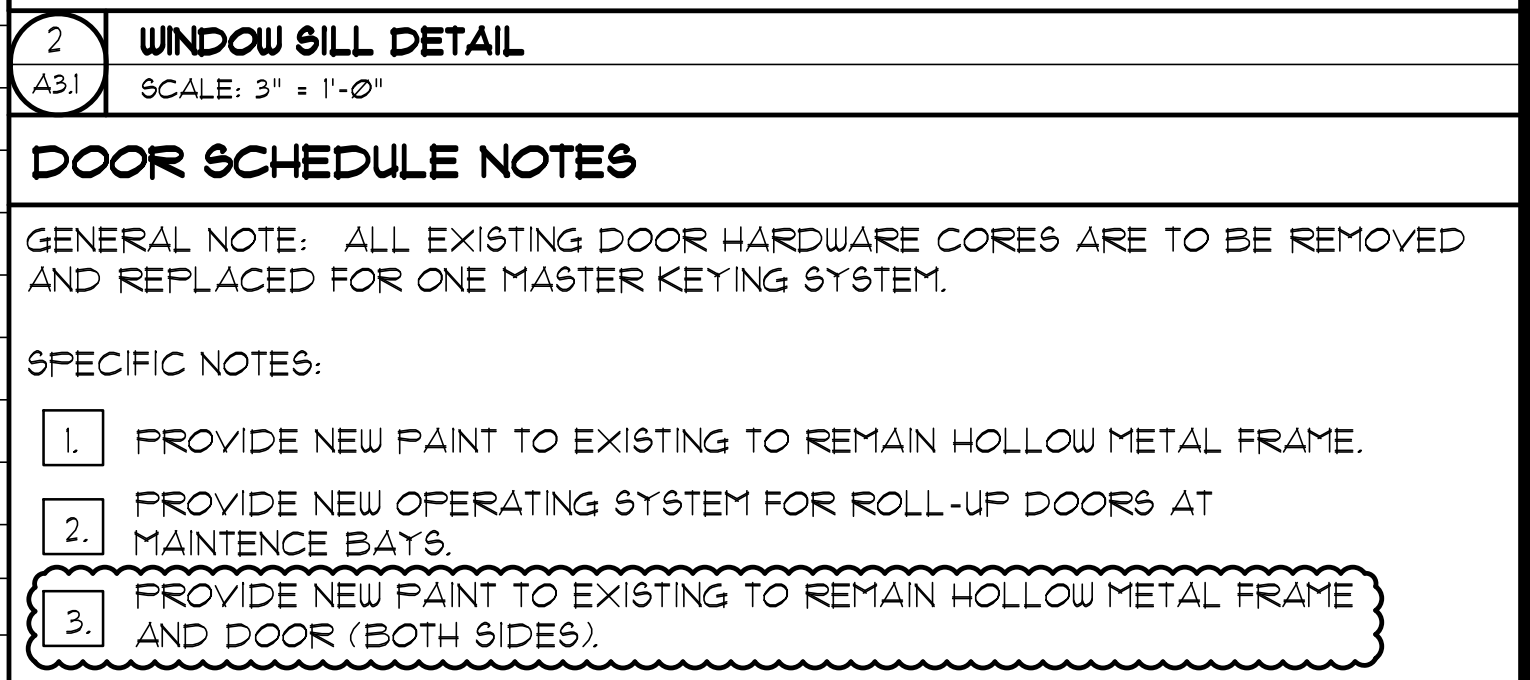 2
WINDOW SILL DETAIL
A3.1
SCALE: 3" = 1'-0"
DOOR SCHEDULE NOTES
GENERAL NOTE: ALL EXISTING DOOR HARDWARE CORES ARE TO BE REMOVED
AND REPLACED FOR ONE MASTER KEYING SYSTEM.
SPECIFIC NOTES:
1. PROVIDE NEW PAINT TO EXISTING TO REMAIN HOLLOW METAL FRAME.
2. PROVIDE NEW OPERATING SYSTEM FOR ROLL-UP DOORS AT
MAINTENCE BAYS.
3. PROVIDE NEW PAINT TO EXISTING TO REMAIN HOLLOW METAL FRAME
AND DOOR (BOTH SIDES).